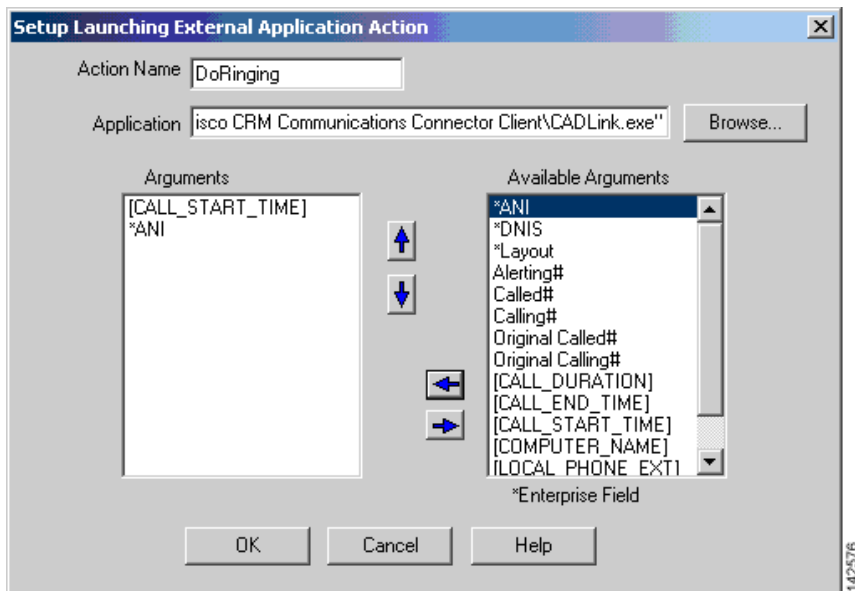 Setup Launching External Application Action
Action Name DoRinging
Application isco CRM Communications Connector Client\CADLink.exe" Browse...
Arguments
[CALL_START_TIME]
*ANI
Available Arguments
*ANI
*DNIS
*Layout
Alerting#
Called#
Calling#
Original Called#
Original Calling#
[CALL_DURATION]
[CALL_END_TIME]
[CALL_START_TIME]
[COMPUTER_NAME]
[LOCAL_PHONE_EXT]
*Enterprise Field
OK Cancel Help
142576